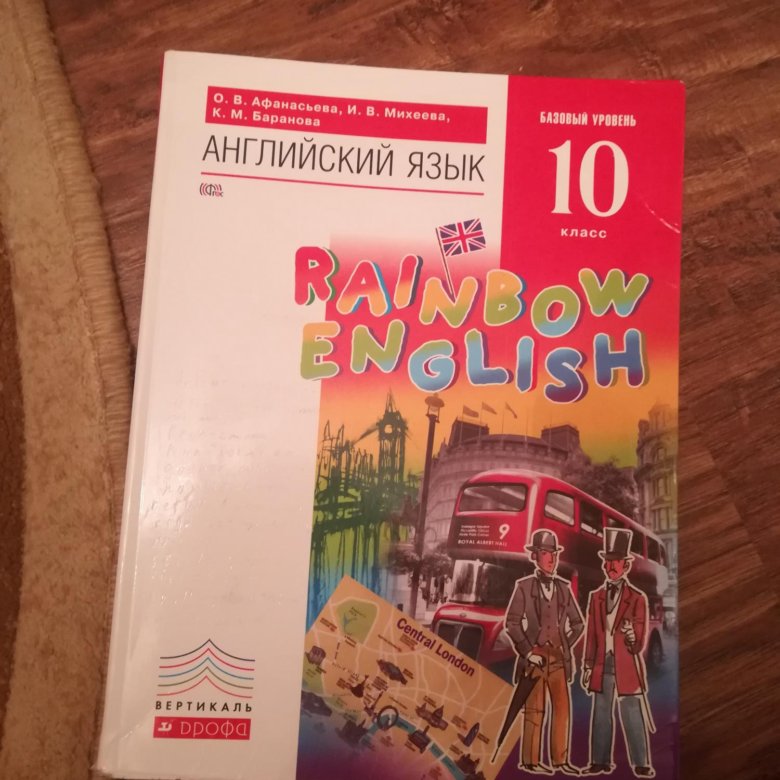 О. В. Афанасьева, И. В. Михеева,
К. М. Баранова
АНГЛИЙСКИЙ ЯЗЫК
БАЗОВЫЙ УРОВЕНЬ
10
КЛАСС
RAINBOW
ENGLISH
9
ROYAL ALBERT HALL
Central London
ВЕРТИКАЛЬ
ДРОФА